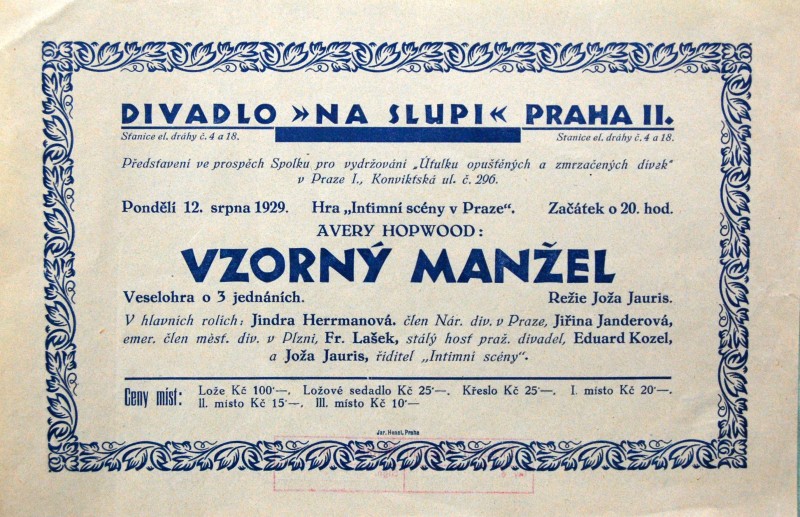 DIVADLO »NA SLUPI« PRAHA II.
Stanice el. dráhy č. 4 a 18. Stanice el. dráhy č. 4 a 18.
Představení ve prospěch Spolku pro vydržování „Útulku opuštěných a zmrzačených dívek"
v Praze I., Konviktská ul. č. 296.
Pondělí 12. srpna 1929. Hra „Intimní scény v Praze". Začátek o 20. hod.
AVERY HOPWOOD:
VZORNÝ MANŽEL
Veselohra o 3 jednáních. Režie Joža Jauris.
V hlavních rolích: Jindra Herrmanová. člen Nár. div. v Praze, Jiřina Janderová,
emer. člen měst. div. v Plzni, Fr. Lašek, stálý hosť praž. divadel, Eduard Kozel,
a Joža Jauris, řiditel „Intimní scény".
Ceny míst: Lože Kč 100·—. Ložové sedadlo Kč 25·—. Křeslo Kč 25·—. I. místo Kč 20·—.
II. místo Kč 15·—. III. místo Kč 10·—
Jar. Hessl, Praha